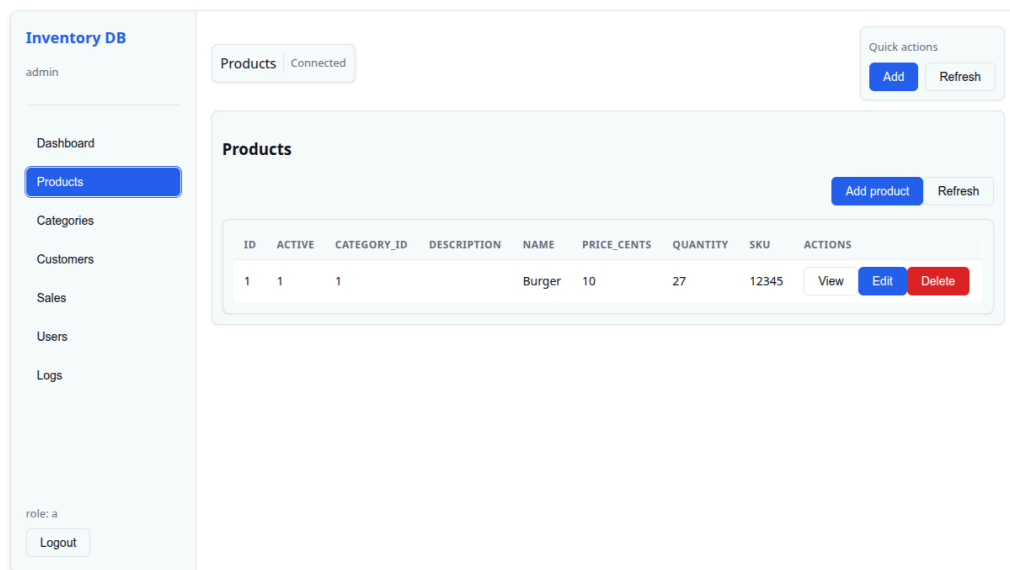 Inventory DB
admin
Dashboard
Products
Categories
Customers
Sales
Users
Logs
role: a
Logout
Products Connected
Quick actions
Add Refresh
Products
Add product Refresh
ID ACTIVE CATEGORY_ID DESCRIPTION NAME PRICE_CENTS QUANTITY SKU ACTIONS
1 1 1 Burger 10 27 12345 View Edit Delete